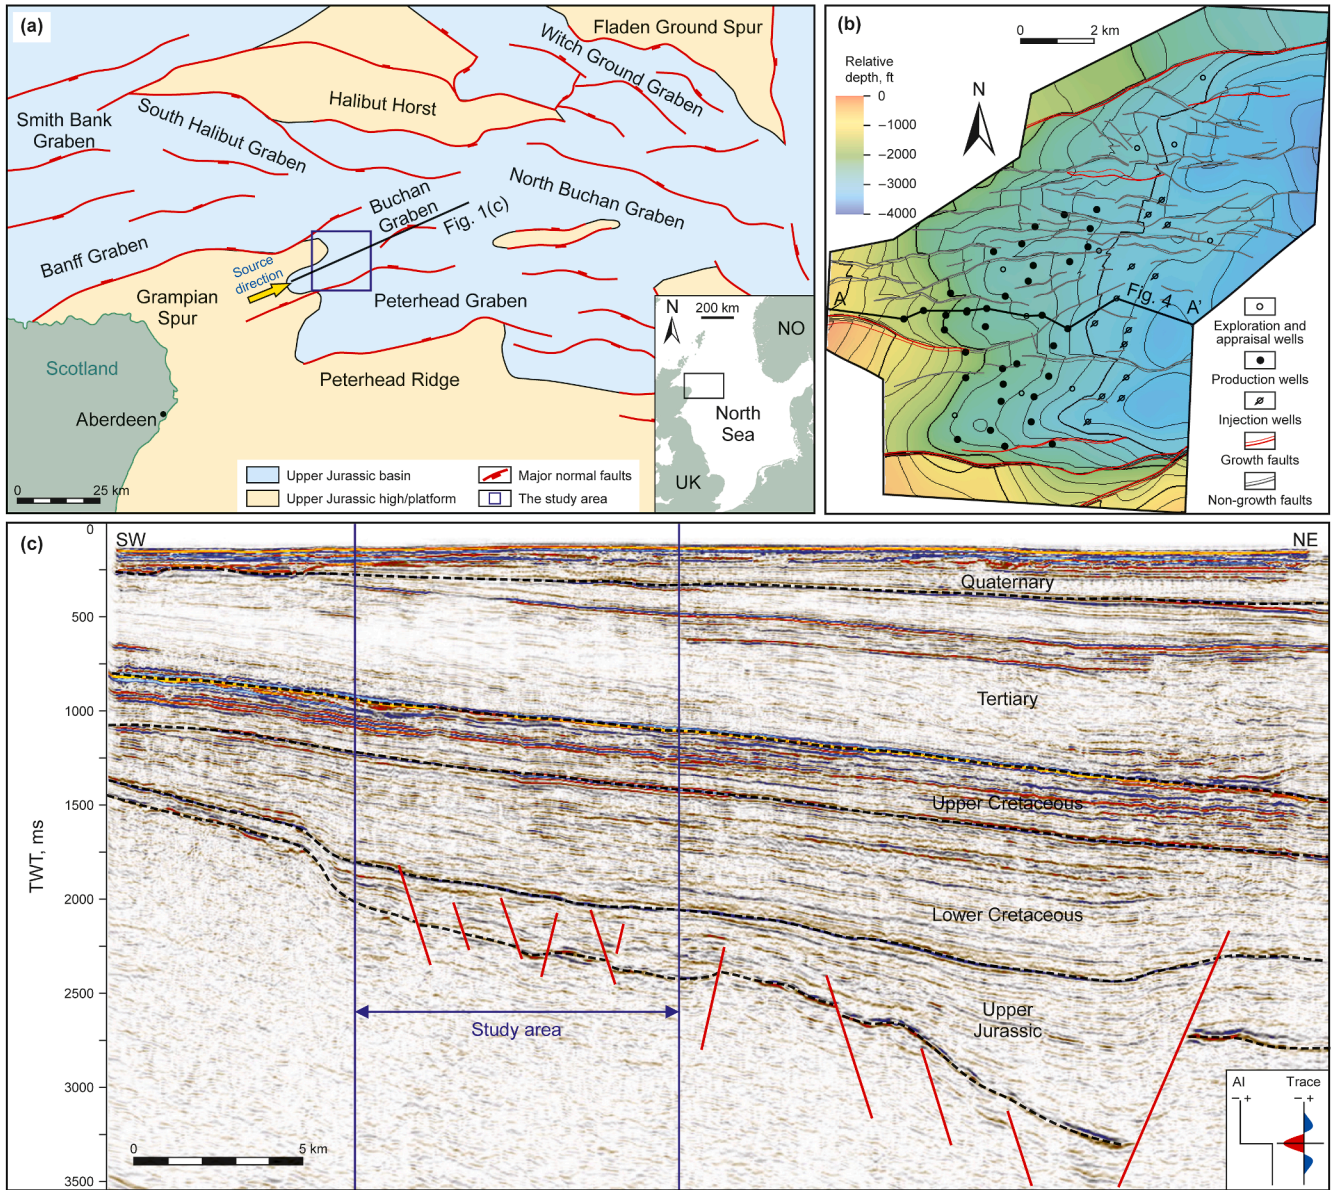 (a)
Fladen Ground Spur
Witch Ground
Graben
Halibut Horst
Smith Bank
Graben
South Halibut Graben
North Buchan Graben
Buchan
Graben
Fig. 1(c)
Banff Graben
Source
direction
Grampian
Spur
Peterhead Graben
Scotland
Aberdeen
Peterhead Ridge
N
200 km
NO
North
Sea
UK
0
25 km
Upper Jurassic basin
Major normal faults
Upper Jurassic high/platform
The study area
(b)
0
2 km
Relative
depth, ft
0
−1000
−2000
−3000
−4000
N
A
Fig. 4
A'
Exploration and
appraisal wells
Production wells
Injection wells
Growth faults
Non-growth faults
(c)
SW
NE
0
500
1000
1500
2000
2500
3000
3500
TWT, ms
Quaternary
Tertiary
Upper Cretaceous
Lower Cretaceous
Upper
Jurassic
Study area
0
5 km
AI
Trace
− +
− +